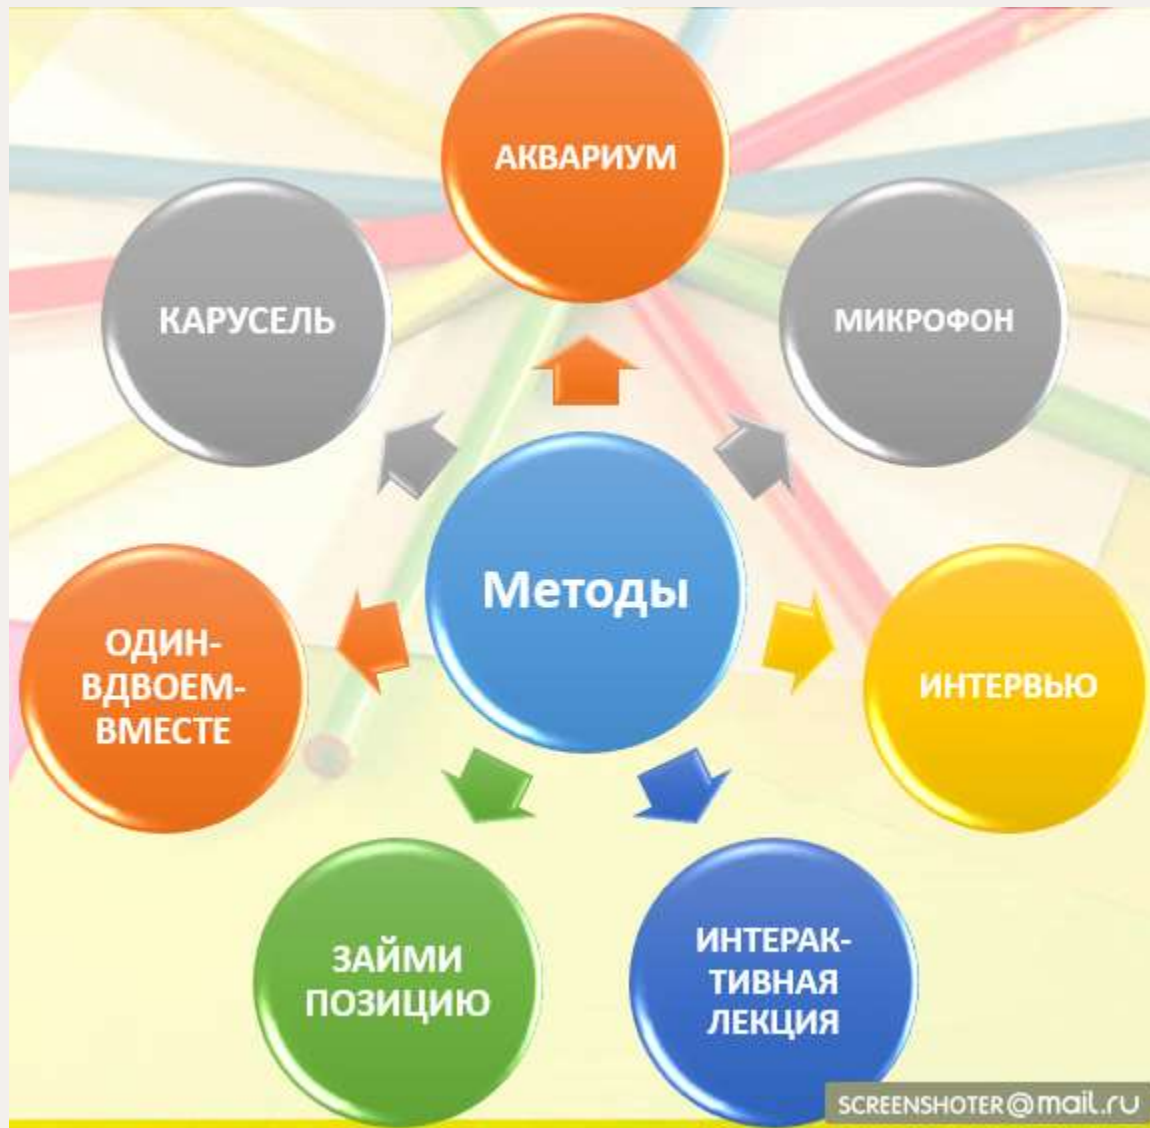 АКВАРИУМ
КАРУСЕЛЬ
МИКРОФОН
Методы
ОДИН-
ВДВОЕМ-
ВМЕСТЕ
ИНТЕРВЬЮ
ЗАЙМИ
ПОЗИЦИЮ
ИНТЕРАК-
ТИВНАЯ
ЛЕКЦИЯ
SCREENSHOTER@mail.ru